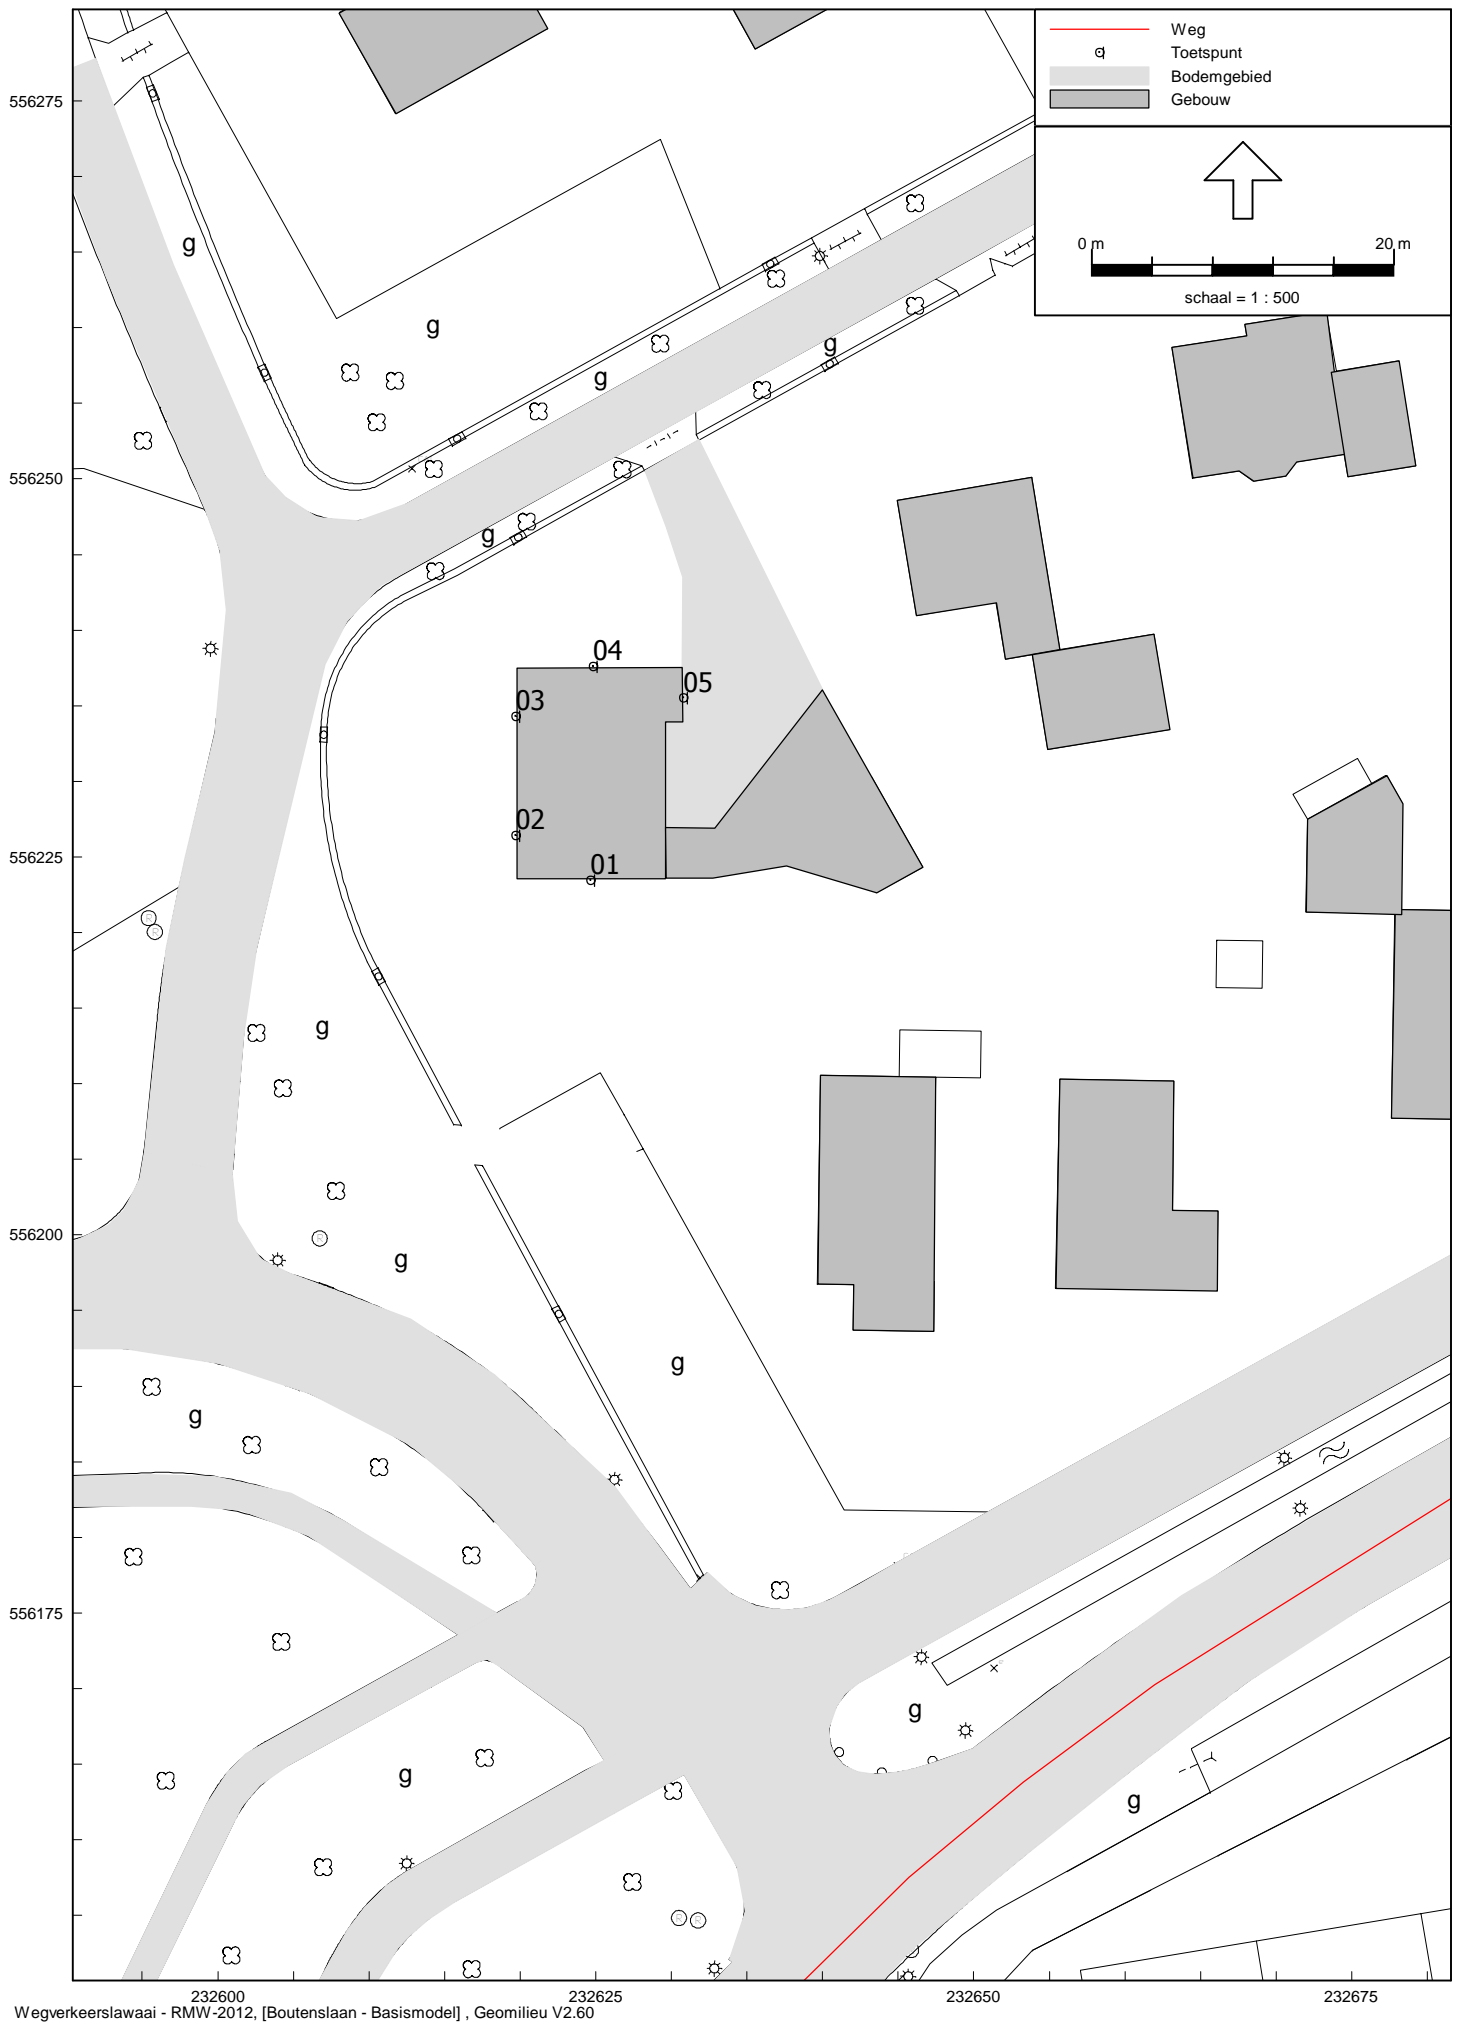 Weg
Toetspunt
Bodemgebied
Gebouw
0 m
20 m
schaal = 1 : 500
556275
556250
556225
556200
556175
g
g
g
g
g
04
05
03
02
01
R
R
g
R
g
g
g
g
g
g
R
R
232600
232625
232650
232675
Wegverkeerslawaai - RMW-2012, [Boutenslaan - Basismodel] , Geomilieu V2.60